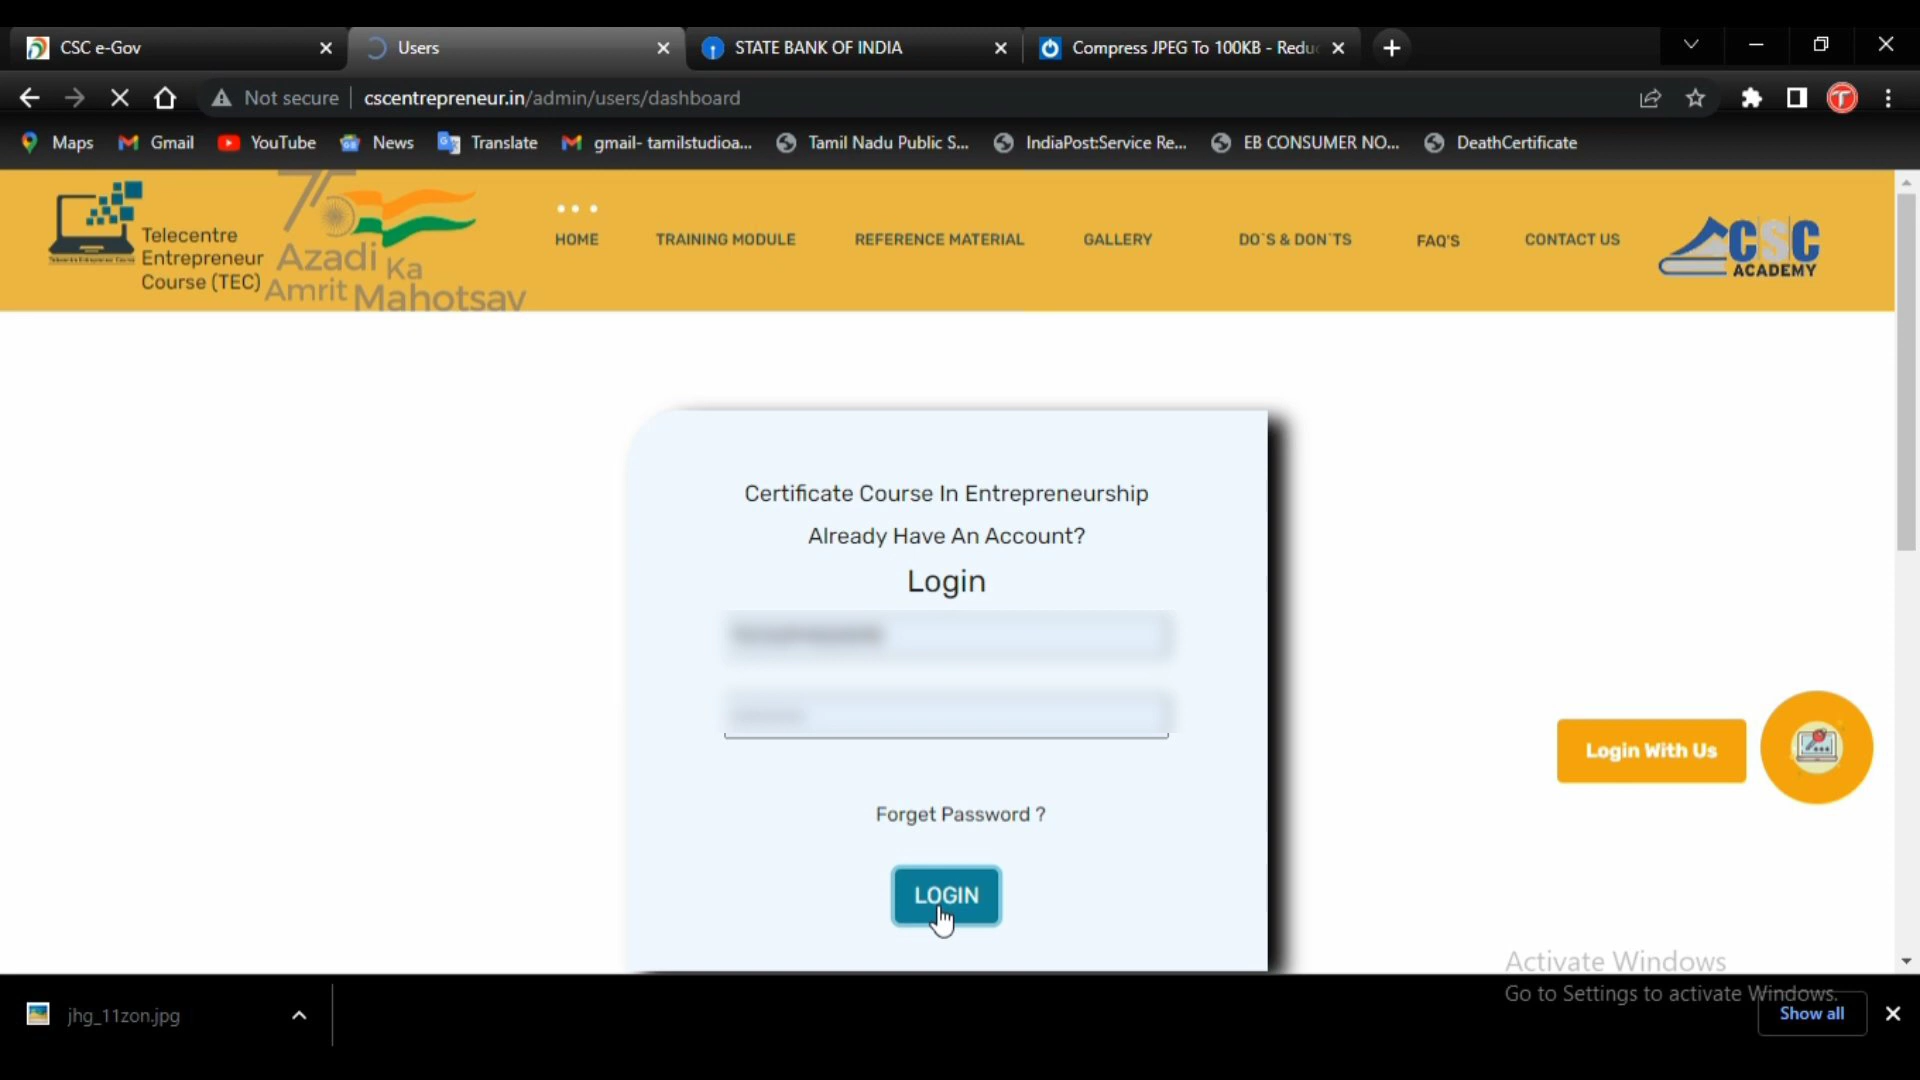 CSC e-Gov
Users
STATE BANK OF INDIA
Compress JPEG To 100KB - Redu
Not secure
cscentrepreneur.in/admin/users/dashboard
Maps
Gmail
YouTube
News
Translate
gmail- tamilstudioa...
Tamil Nadu Public S...
IndiaPost:Service Re...
EB CONSUMER NO...
DeathCertificate
Telecentre
Entrepreneur
Course (TEC)
75
Azadi Ka
Amrit Mahotsav
HOME
TRAINING MODULE
REFERENCE MATERIAL
GALLERY
DO`S & DON`TS
FAQ'S
CONTACT US
CSC
ACADEMY
Certificate Course In Entrepreneurship
Already Have An Account?
Login
Forget Password ?
LOGIN
Login With Us
Activate Windows
Go to Settings to activate Windows.
jhg_11zon.jpg
Show all